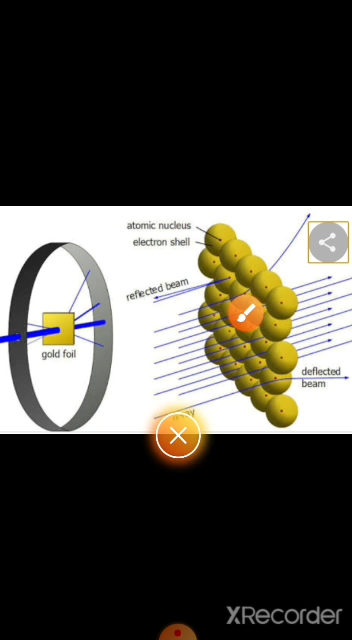 atomic nucleus
electron shell
reflected beam
gold foil
deflected
beam
XRecorder